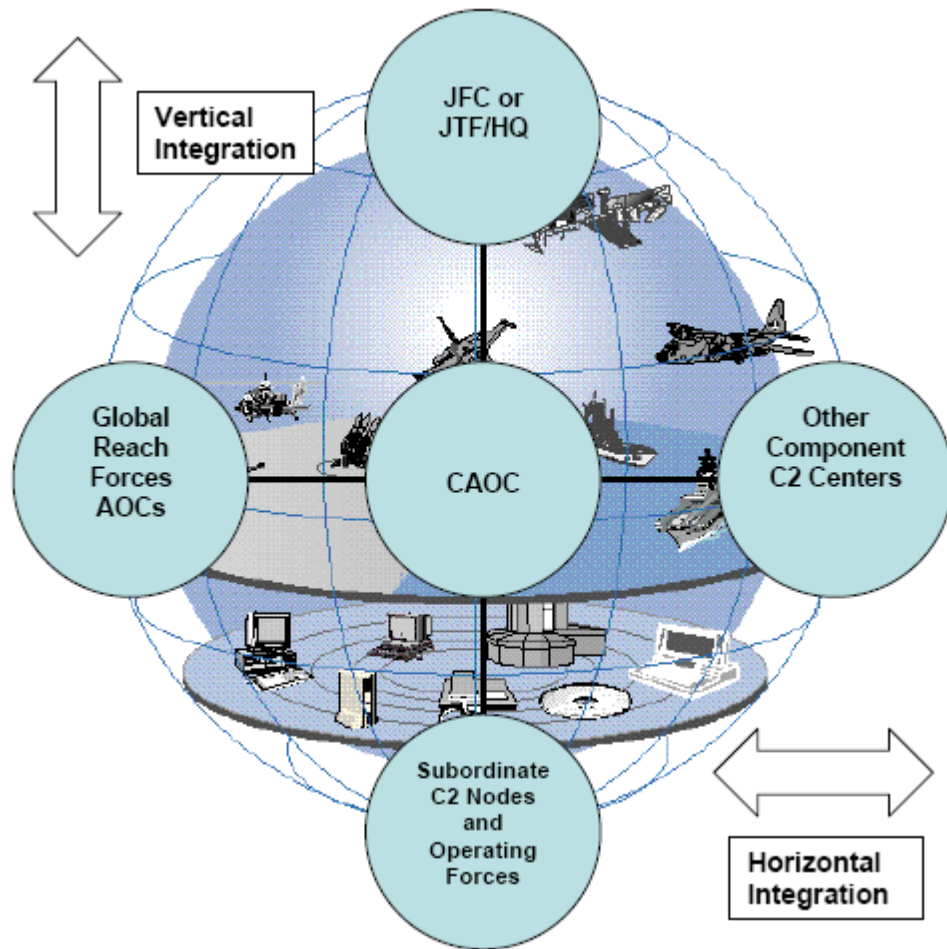 JFC or
JTF/HQ
Vertical
Integration
Global
Reach
Forces
AOCs
CAOC
Other
Component
C2 Centers
Subordinate
C2 Nodes
and
Operating
Forces
Horizontal
Integration